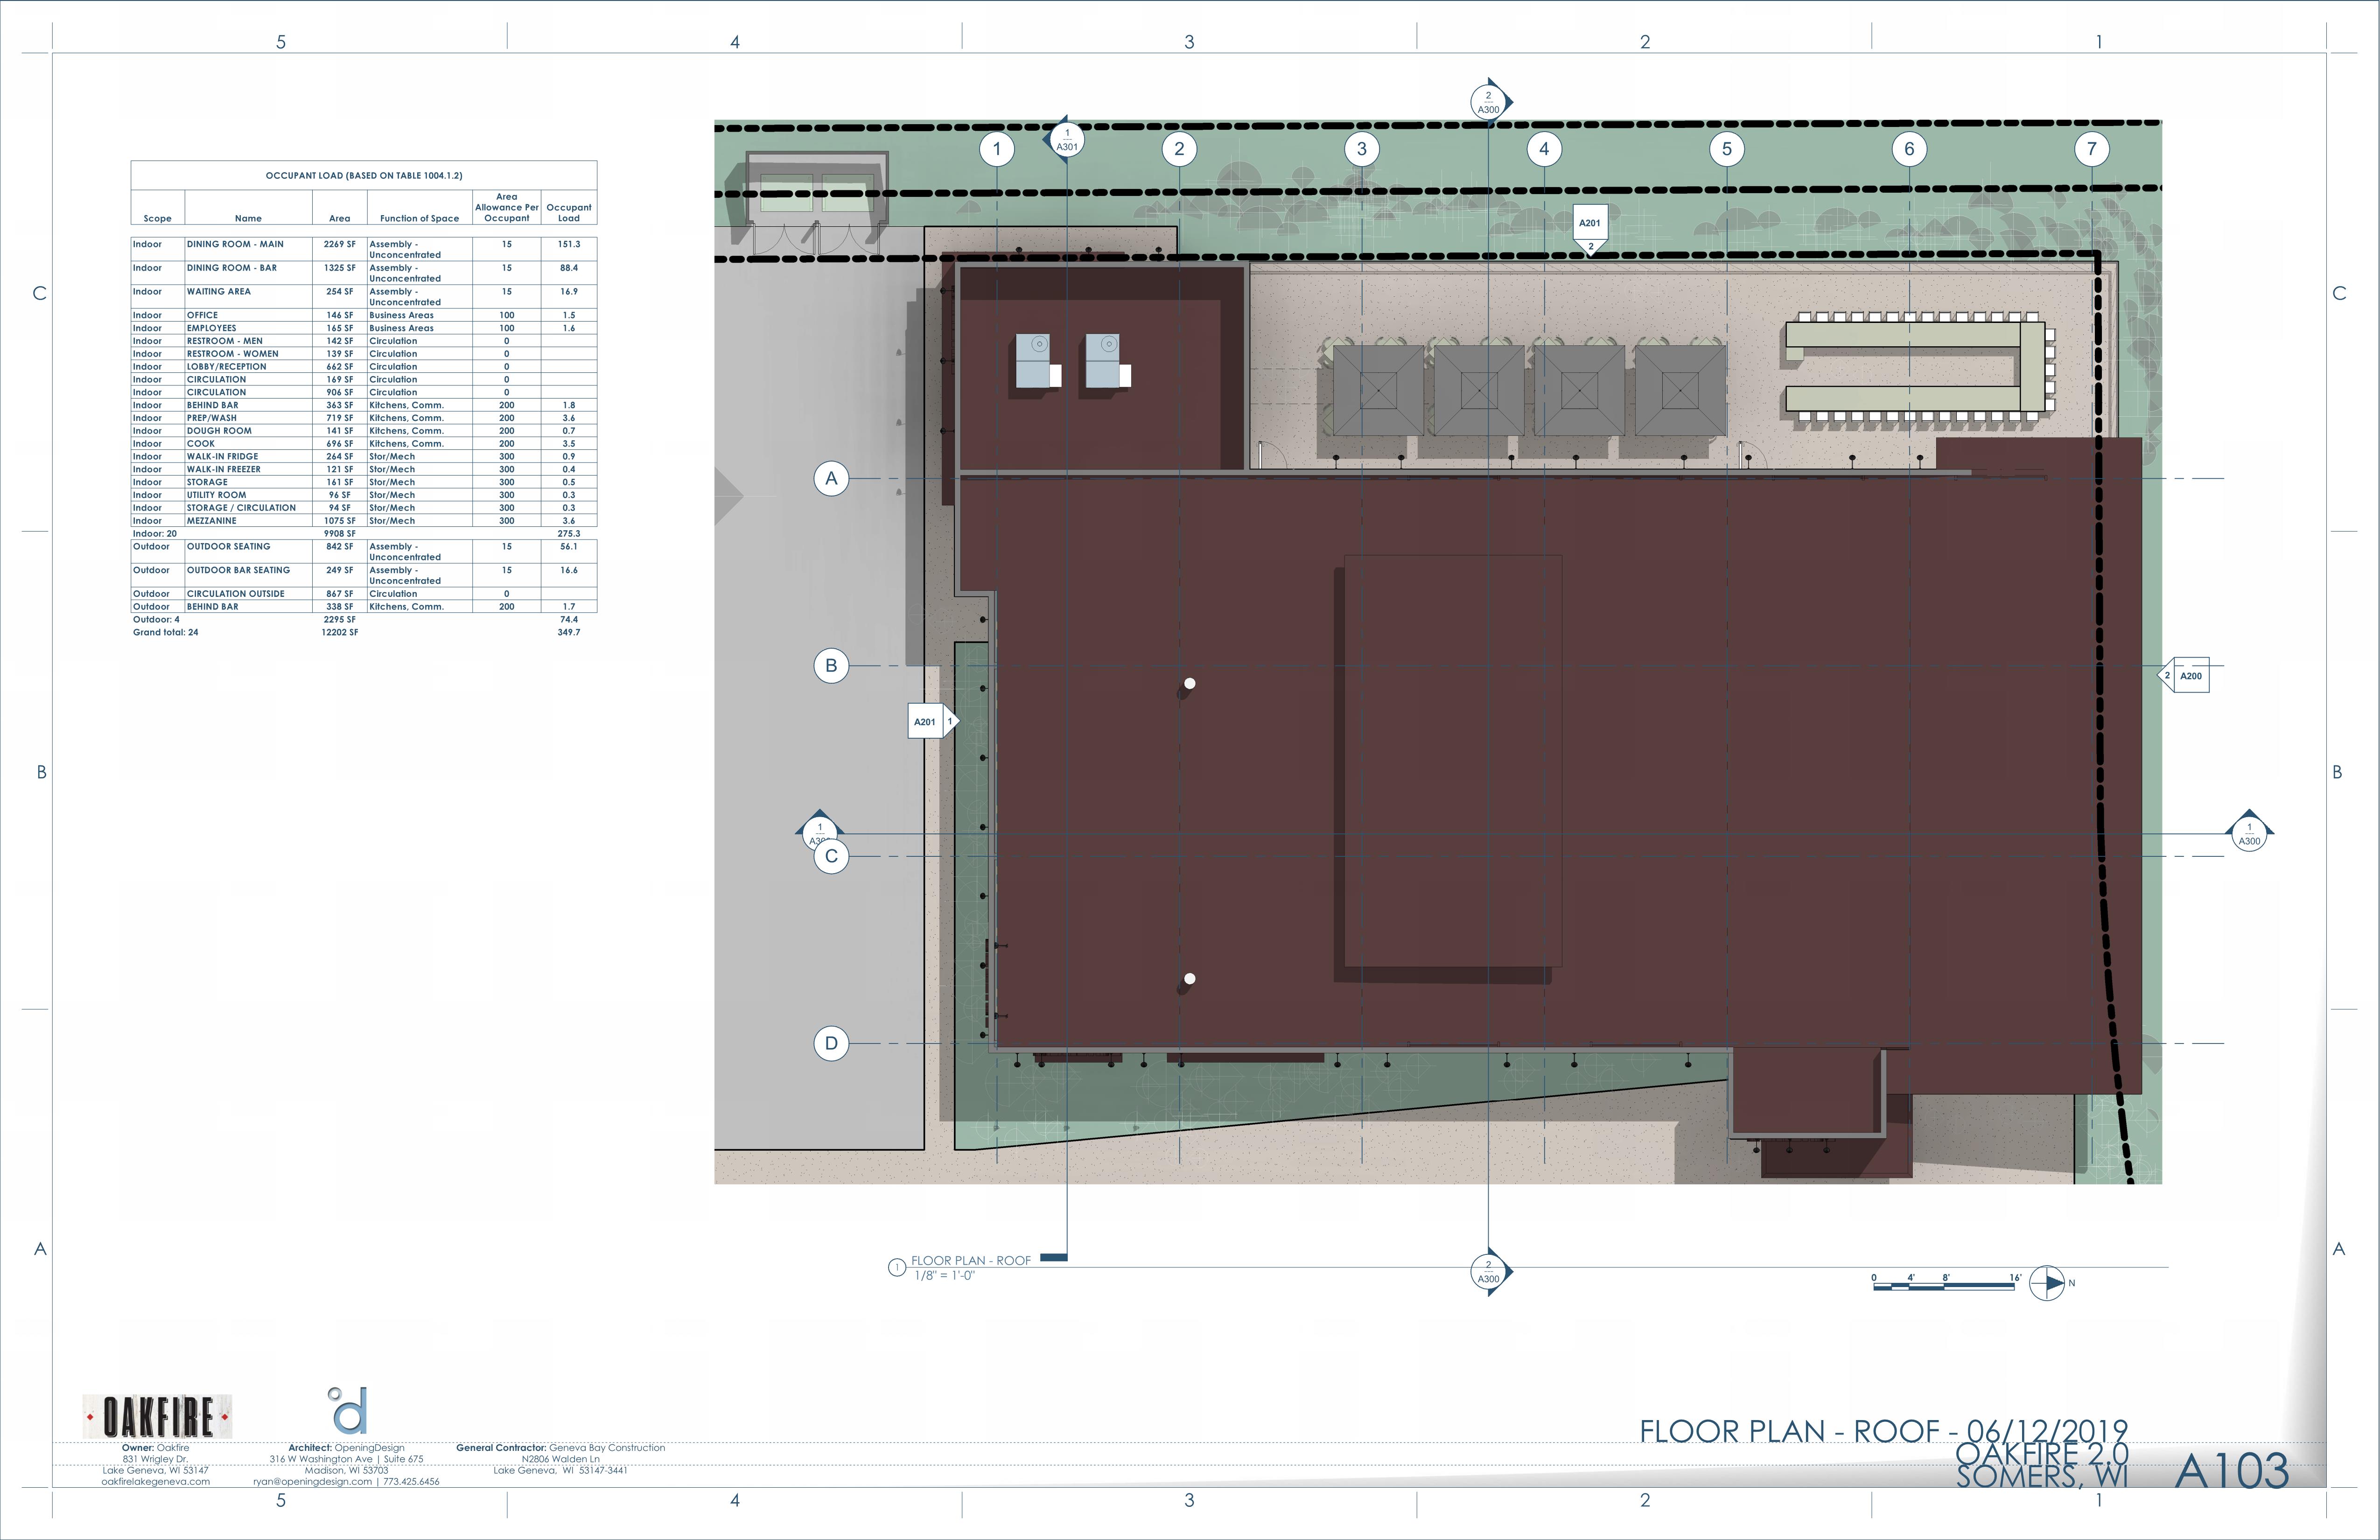 5 4 3 2 1
OCCUPANT LOAD (BASED ON TABLE 1004.1.2)
Scope Name Area Function of Space Area Allowance Per Occupant Occupant Load
Indoor DINING ROOM - MAIN 2269 SF Assembly - Unconcentrated 15 151.3
Indoor DINING ROOM - BAR 1325 SF Assembly - Unconcentrated 15 88.4
Indoor WAITING AREA 254 SF Assembly - Unconcentrated 15 16.9
Indoor OFFICE 146 SF Business Areas 100 1.5
Indoor EMPLOYEES 165 SF Business Areas 100 1.6
Indoor RESTROOM - MEN 142 SF Circulation 0
Indoor RESTROOM - WOMEN 139 SF Circulation 0
Indoor LOBBY/RECEPTION 662 SF Circulation 0
Indoor CIRCULATION 169 SF Circulation 0
Indoor CIRCULATION 906 SF Circulation 0
Indoor BEHIND BAR 363 SF Kitchens, Comm. 200 1.8
Indoor PREP/WASH 719 SF Kitchens, Comm. 200 3.6
Indoor DOUGH ROOM 141 SF Kitchens, Comm. 200 0.7
Indoor COOK 696 SF Kitchens, Comm. 200 3.5
Indoor WALK-IN FRIDGE 264 SF Stor/Mech 300 0.9
Indoor WALK-IN FREEZER 121 SF Stor/Mech 300 0.4
Indoor STORAGE 161 SF Stor/Mech 300 0.5
Indoor UTILITY ROOM 96 SF Stor/Mech 300 0.3
Indoor STORAGE / CIRCULATION 94 SF Stor/Mech 300 0.3
Indoor MEZZANINE 1075 SF Stor/Mech 300 3.6
Indoor: 20 9908 SF 275.3
Outdoor OUTDOOR SEATING 842 SF Assembly - Unconcentrated 15 56.1
Outdoor OUTDOOR BAR SEATING 249 SF Assembly - Unconcentrated 15 16.6
Outdoor CIRCULATION OUTSIDE 867 SF Circulation 0
Outdoor BEHIND BAR 338 SF Kitchens, Comm. 200 1.7
Outdoor: 4 2295 SF 74.4
Grand total: 24 12202 SF 349.7
2
A300
1
A301
1 2 3 4 5 6 7
A201
2
C C
A
B
2 A200
A201 1
B B
1
1
A300
C
D
A A
1 FLOOR PLAN - ROOF
1/8" = 1'-0"
2
A300
0 4' 8' 16'
N
OAKFIRE
d
Owner: Oakfire
831 Wrigley Dr.
Lake Geneva, WI 53147
oakfirelakegeneva.com
Architect: OpeningDesign
316 W Washington Ave | Suite 675
Madison, WI 53703
ryan@openingdesign.com | 773.425.6456
General Contractor: Geneva Bay Construction
N2806 Walden Ln
Lake Geneva, WI 53147-3441
FLOOR PLAN - ROOF - 06/12/2019
OAKFIRE 2.0
SOMERS, WI
A103
5 4 3 2 1